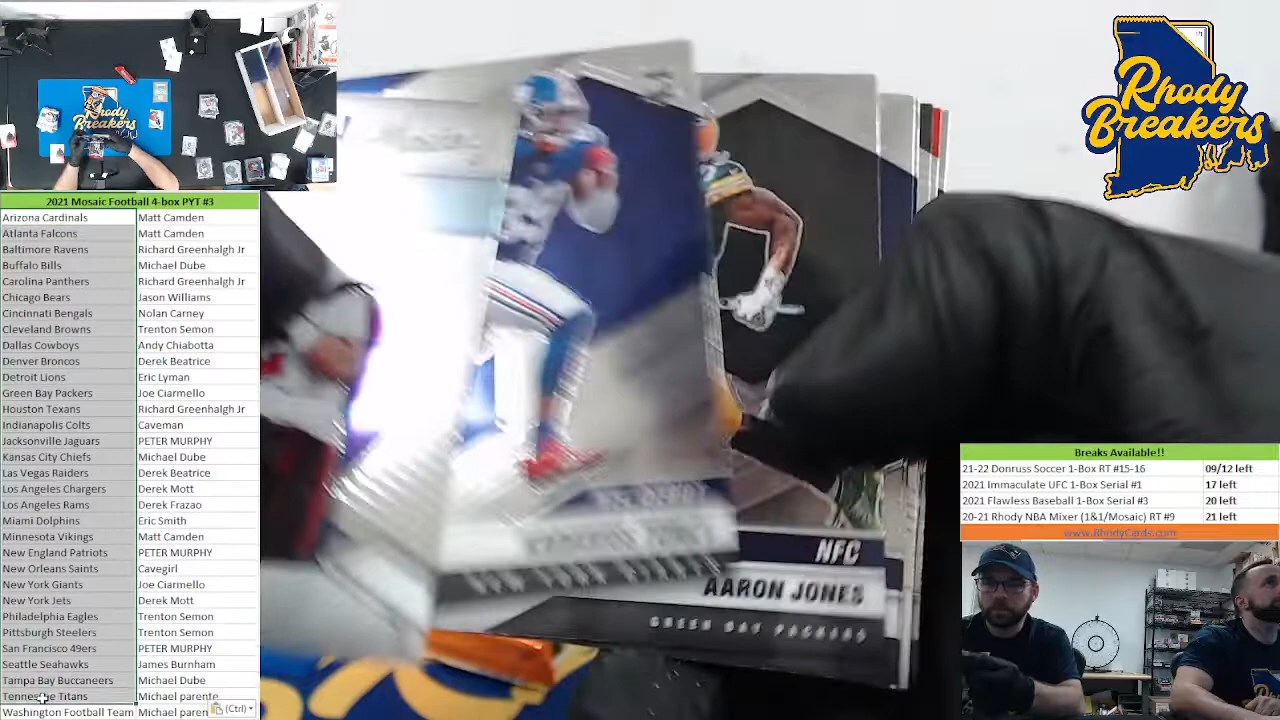 Rhody
Breakers
Rhody
Breakers
2021 Mosaic Football 4-box PYT #3
Arizona Cardinals Matt Camden
Atlanta Falcons Matt Camden
Baltimore Ravens Richard Greenhalgh Jr
Buffalo Bills Michael Dube
Carolina Panthers Richard Greenhalgh Jr
Chicago Bears Jason Williams
Cincinnati Bengals Nolan Carney
Cleveland Browns Trenton Semon
Dallas Cowboys Andy Chiabotta
Denver Broncos Derek Beatrice
Detroit Lions Eric Lyman
Green Bay Packers Joe Ciarmello
Houston Texans Richard Greenhalgh Jr
Indianapolis Colts Caveman
Jacksonville Jaguars PETER MURPHY
Kansas City Chiefs Michael Dube
Las Vegas Raiders Derek Beatrice
Los Angeles Chargers Derek Mott
Los Angeles Rams Derek Frazao
Miami Dolphins Eric Smith
Minnesota Vikings Matt Camden
New England Patriots PETER MURPHY
New Orleans Saints Cavegirl
New York Giants Joe Ciarmello
New York Jets Derek Mott
Philadelphia Eagles Trenton Semon
Pittsburgh Steelers Trenton Semon
San Francisco 49ers PETER MURPHY
Seattle Seahawks James Burnham
Tampa Bay Buccaneers Michael Dube
Tennessee Titans Michael parente
Washington Football Team Michael paren
(Ctrl)
NFC
AARON JONES
GREEN BAY PACKERS
Breaks Available!!
21-22 Donruss Soccer 1-Box RT #15-16 09/12 left
2021 Immaculate UFC 1-Box Serial #1 17 left
2021 Flawless Baseball 1-Box Serial #3 20 left
20-21 Rhody NBA Mixer (1&1/Mosaic) RT #9 21 left
www.RhodyCards.com